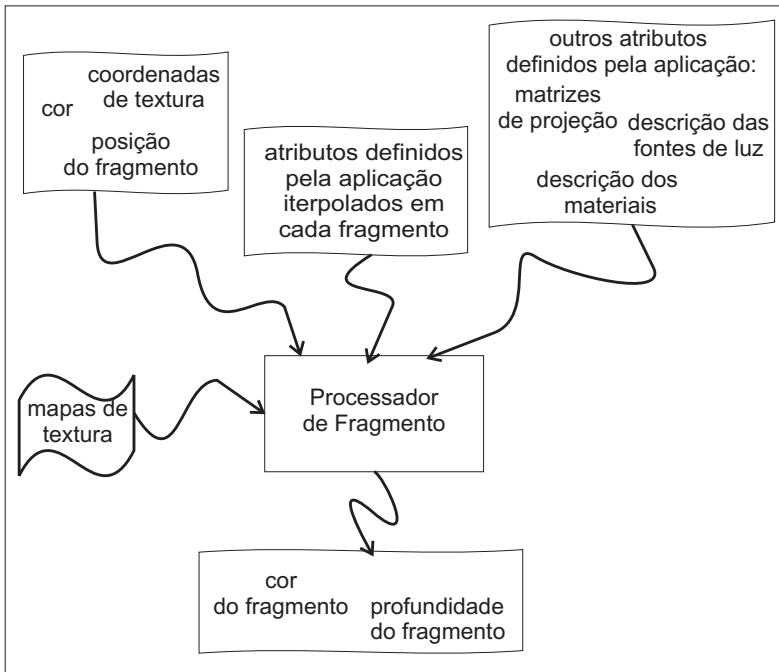 coordenadas
de textura
cor
posição
do fragmento
atributos definidos
pela aplicação
iterpolados em
cada fragmento
outros atributos
definidos pela aplicação:
matrizes
de projeção
descrição das
fontes de luz
descrição dos
materiais
mapas de
textura
Processador
de Fragmento
cor
do fragmento
profundidade
do fragmento